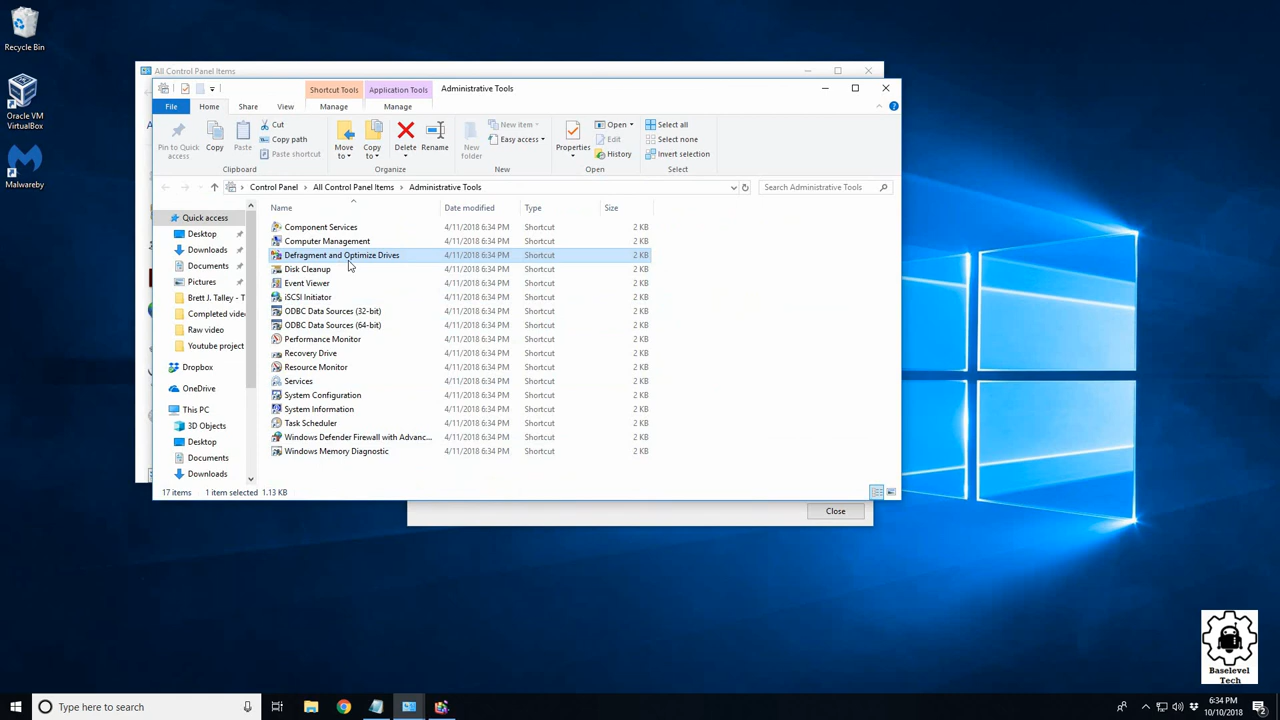 Recycle Bin
Oracle VM
VirtualBox
Malwareby
All Control Panel Items
Shortcut Tools
Application Tools
Administrative Tools
File
Home
Share
View
Manage
Manage
Pin to Quick
access
Copy
Paste
Cut
Copy path
Paste shortcut
Clipboard
Move
to
Copy
to
Delete
Rename
Organize
New
folder
New item
Easy access
New
Properties
Open
Edit
History
Open
Select all
Select none
Invert selection
Select
Control Panel
All Control Panel Items
Administrative Tools
Search Administrative Tools
Quick access
Desktop
Downloads
Documents
Pictures
Brett J. Talley - T
Completed vide
Raw video
Youtube project
Dropbox
OneDrive
This PC
3D Objects
Desktop
Documents
Downloads
Name Date modified Type Size
Component Services 4/11/2018 6:34 PM Shortcut 2 KB
Computer Management 4/11/2018 6:34 PM Shortcut 2 KB
Defragment and Optimize Drives 4/11/2018 6:34 PM Shortcut 2 KB
Disk Cleanup 4/11/2018 6:34 PM Shortcut 2 KB
Event Viewer 4/11/2018 6:34 PM Shortcut 2 KB
iSCSI Initiator 4/11/2018 6:34 PM Shortcut 2 KB
ODBC Data Sources (32-bit) 4/11/2018 6:34 PM Shortcut 2 KB
ODBC Data Sources (64-bit) 4/11/2018 6:34 PM Shortcut 2 KB
Performance Monitor 4/11/2018 6:34 PM Shortcut 2 KB
Recovery Drive 4/11/2018 6:34 PM Shortcut 2 KB
Resource Monitor 4/11/2018 6:34 PM Shortcut 2 KB
Services 4/11/2018 6:34 PM Shortcut 2 KB
System Configuration 4/11/2018 6:34 PM Shortcut 2 KB
System Information 4/11/2018 6:34 PM Shortcut 2 KB
Task Scheduler 4/11/2018 6:34 PM Shortcut 2 KB
Windows Defender Firewall with Advanc... 4/11/2018 6:34 PM Shortcut 2 KB
Windows Memory Diagnostic 4/11/2018 6:34 PM Shortcut 2 KB
17 items 1 item selected 1.13 KB
Close
Baselevel
Tech
Type here to search
6:34 PM
10/10/2018
2